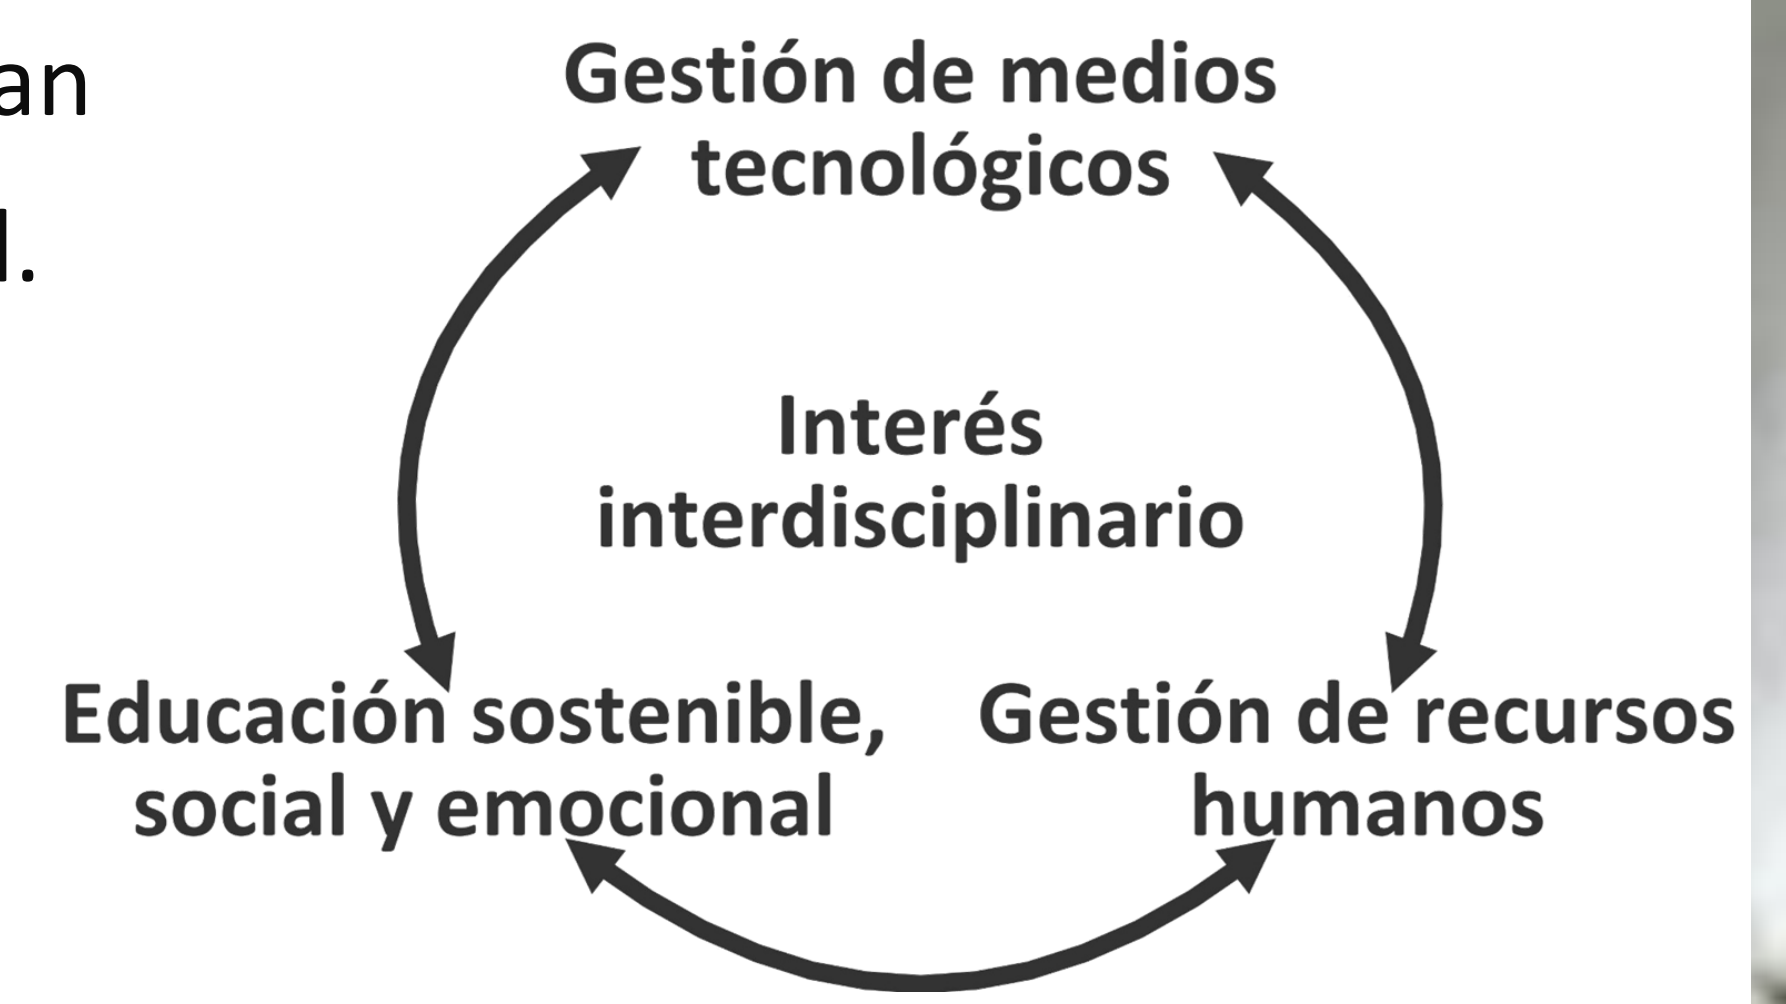 an
l.
Gestión de medios
tecnológicos
Interés
interdisciplinario
Educación sostenible,
social y emocional
Gestión de recursos
humanos